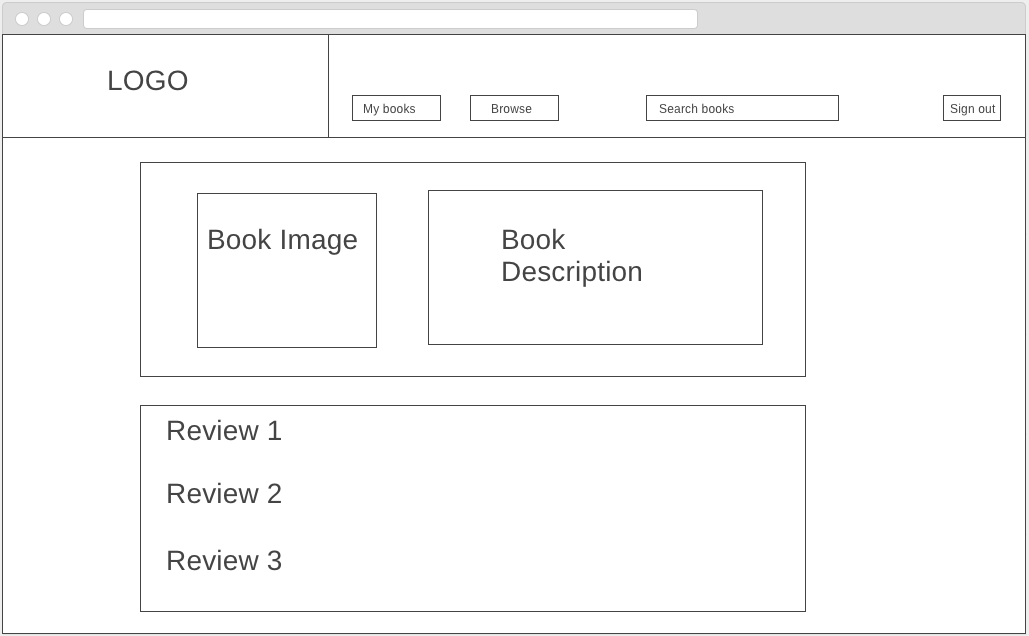 LOGO
My books
Browse
Search books
Sign out
Book Image
Book
Description
Review 1
Review 2
Review 3